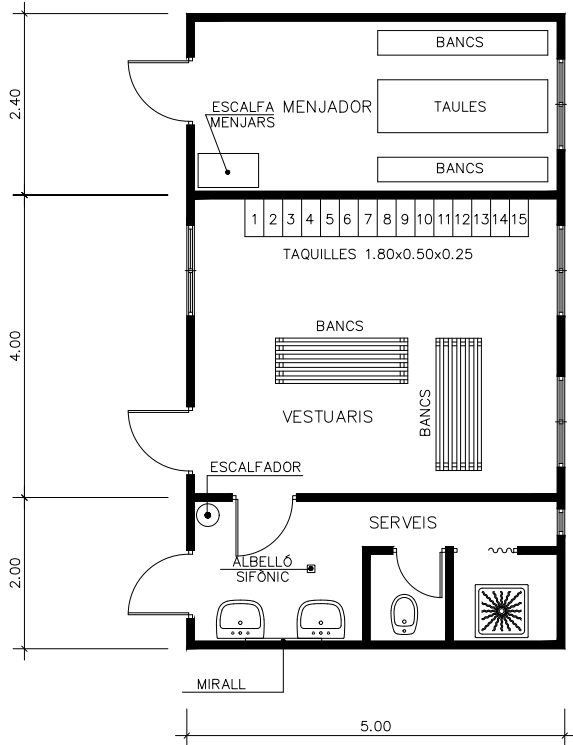 BANCS
2.40
ESCALFA MENJADOR
MENJARS
TAULES
BANCS
1 2 3 4 5 6 7 8 9 10 11 12 13 14 15
TAQUILLES 1.80x0.50x0.25
4.00
BANCS
BANCS
VESTUARIS
ESCALFADOR
SERVEIS
2.00
ALBELLÓ
SIFÒNIC
MIRALL
5.00